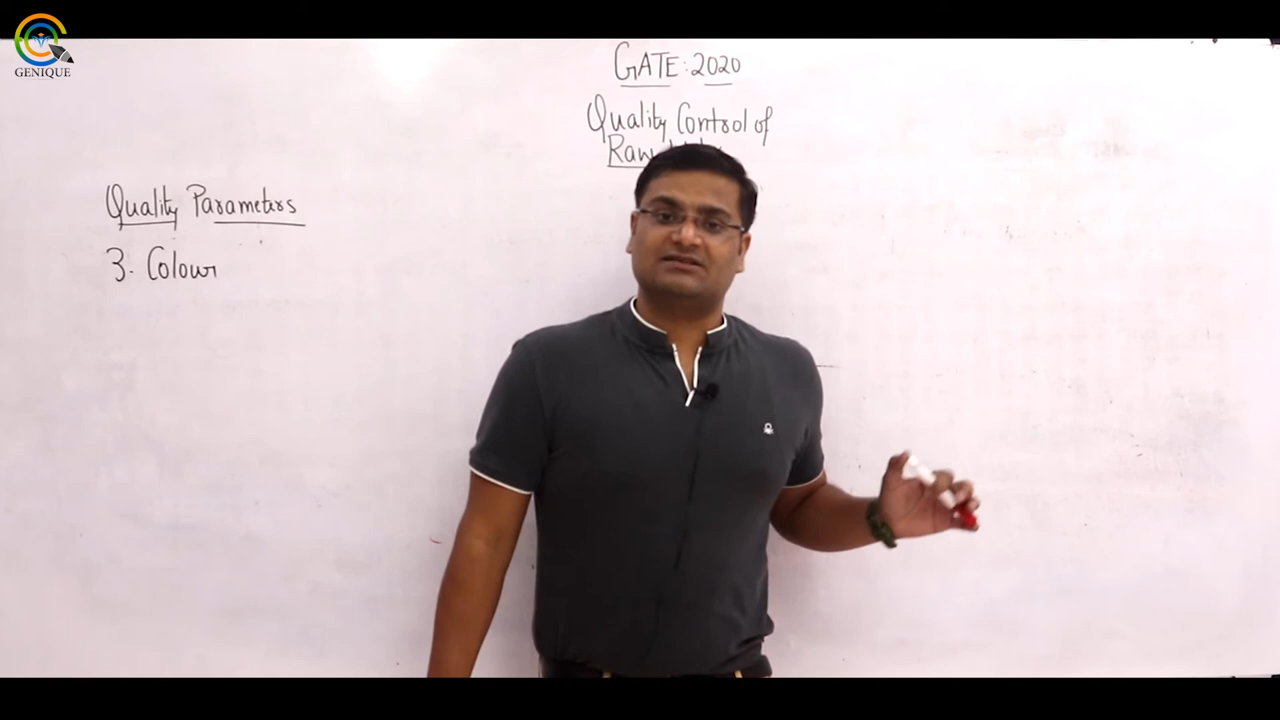 GENIQUE
GATE: 2020
Quality Control of
Raw
Quality Parameters
3. Colour